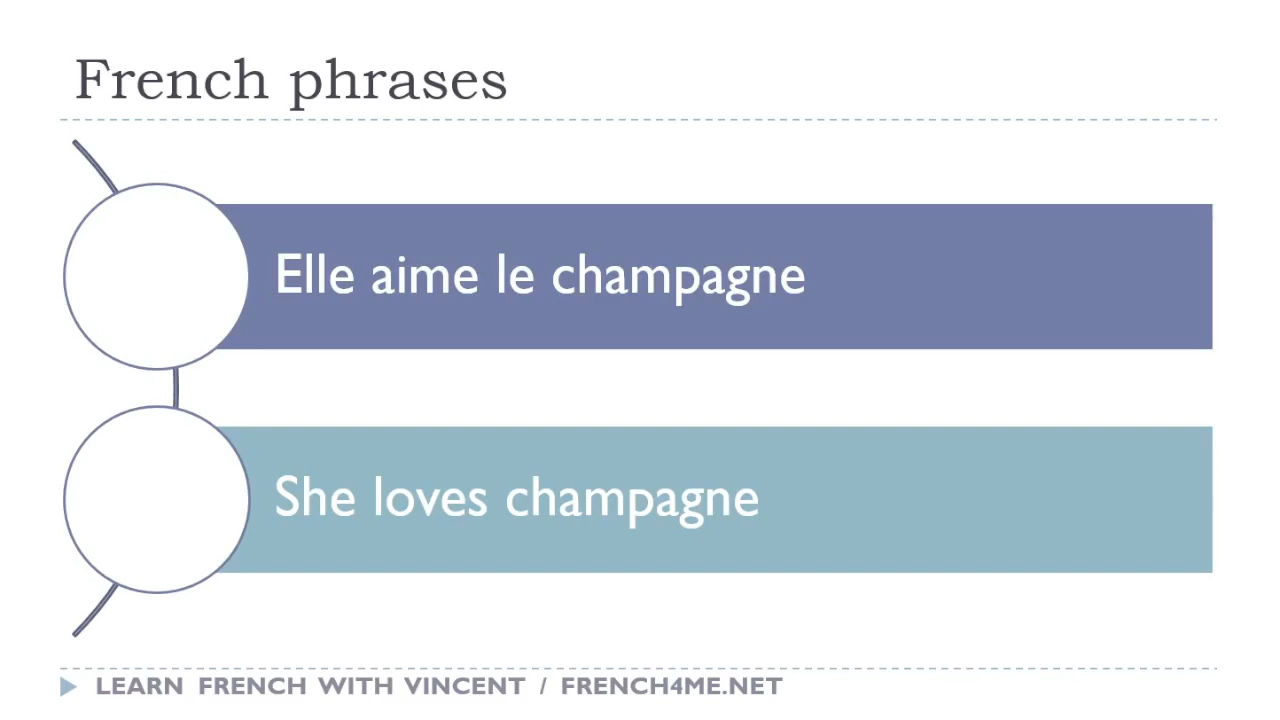 French phrases
Elle aime le champagne
She loves champagne
LEARN FRENCH WITH VINCENT / FRENCH4ME.NET